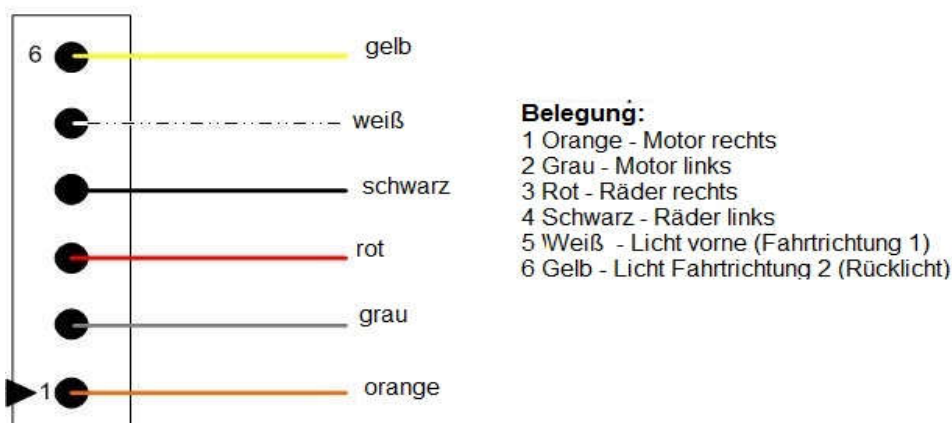 6
gelb
weiß
schwarz
rot
grau
1
orange
Belegung:
1 Orange - Motor rechts
2 Grau - Motor links
3 Rot - Räder rechts
4 Schwarz - Räder links
5 Weiß - Licht vorne (Fahrtrichtung 1)
6 Gelb - Licht Fahrtrichtung 2 (Rücklicht)